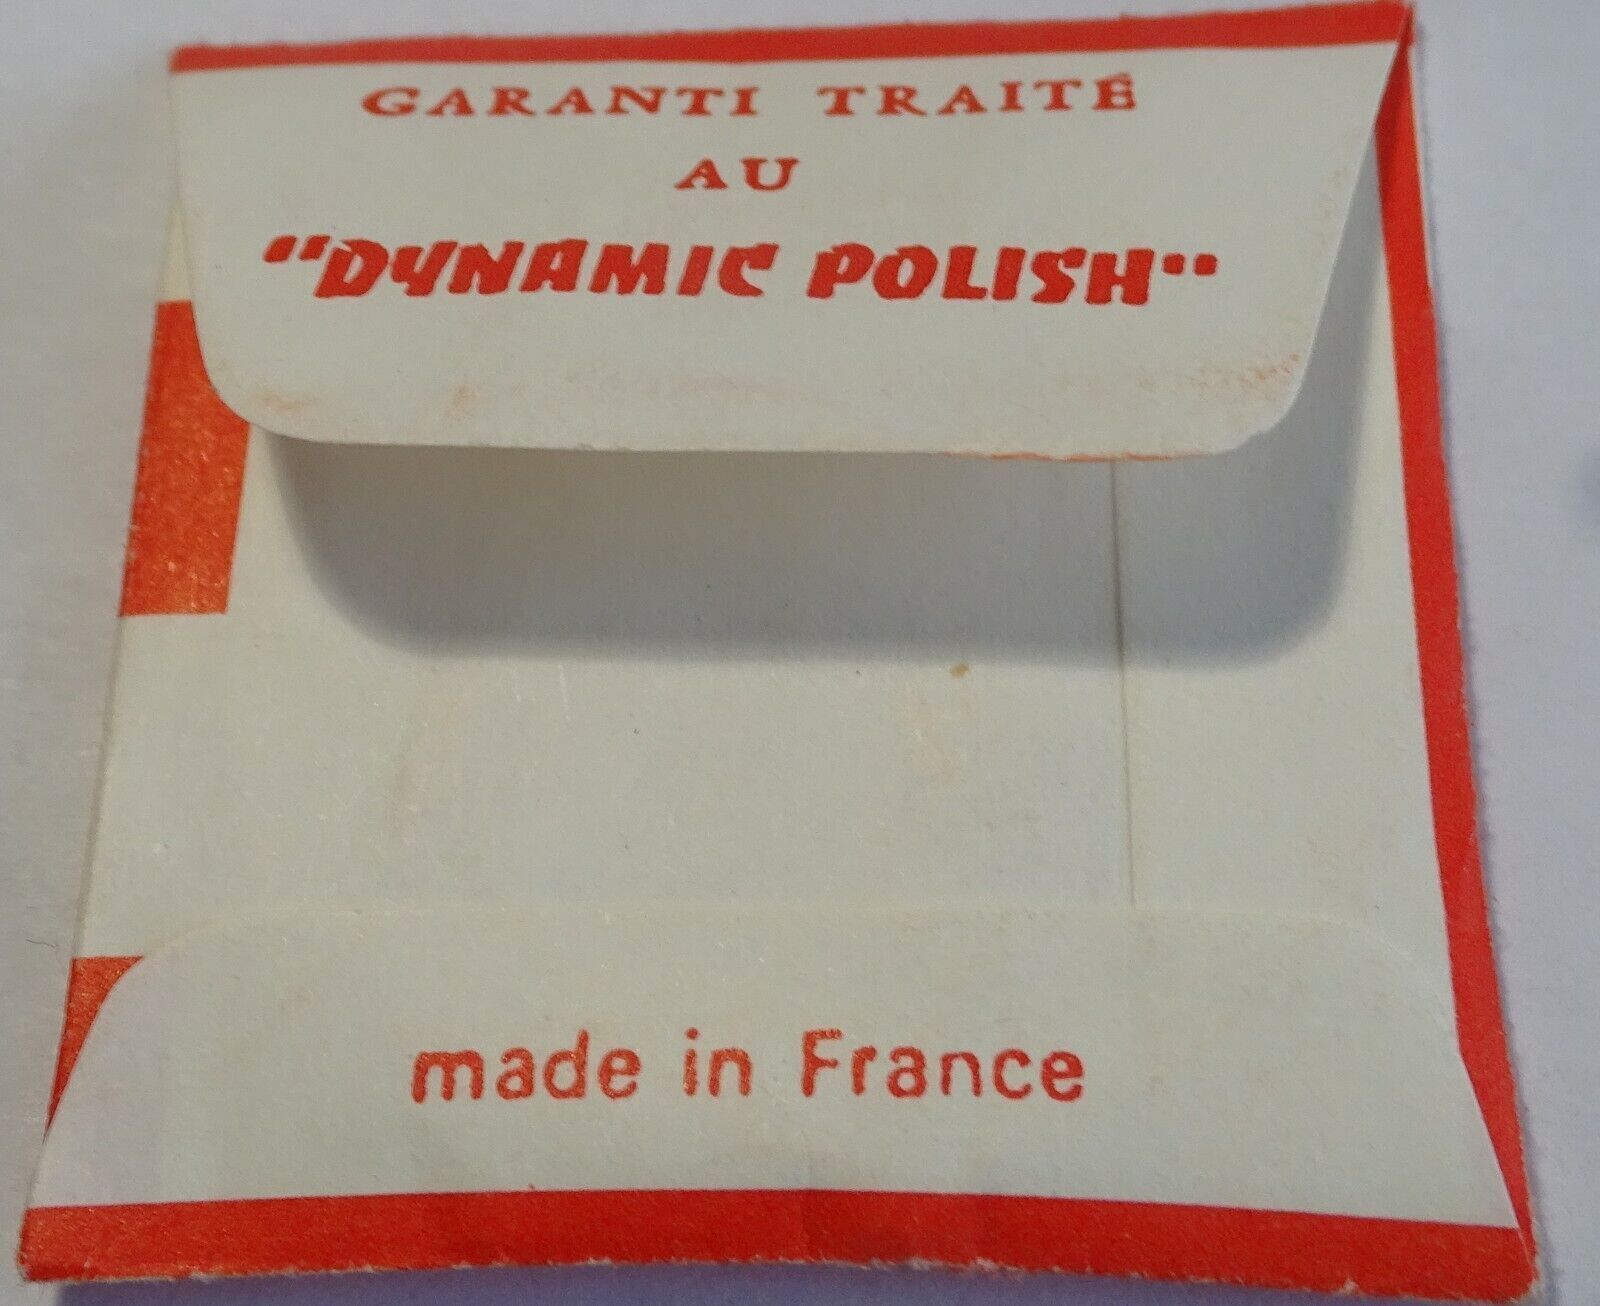 GARANTI TRAITÉ
AU
"DYNAMIC POLISH"
made in France